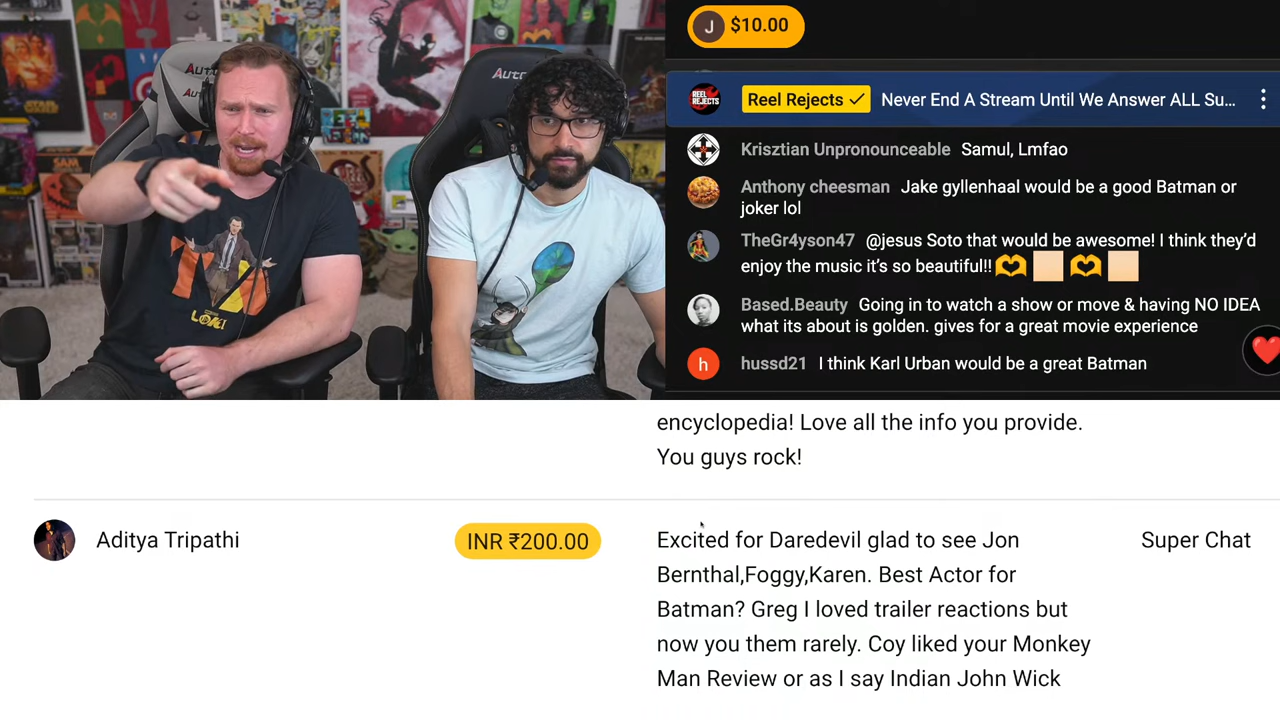 J $10.00
REEL REJECTS Reel Rejects Never End A Stream Until We Answer ALL Su...
Krisztian Unpronounceable Samul, Lmfao
Anthony cheesman Jake gyllenhaal would be a good Batman or
joker lol
TheGr4yson47 @jesus Soto that would be awesome! I think they'd
enjoy the music it's so beautiful!!
Based.Beauty Going in to watch a show or move & having NO IDEA
what its about is golden. gives for a great movie experience
h hussd21 I think Karl Urban would be a great Batman
LOKI
encyclopedia! Love all the info you provide.
You guys rock!
Aditya Tripathi INR ₹200.00 Excited for Daredevil glad to see Jon Super Chat
Bernthal,Foggy,Karen. Best Actor for
Batman? Greg I loved trailer reactions but
now you them rarely. Coy liked your Monkey
Man Review or as I say Indian John Wick